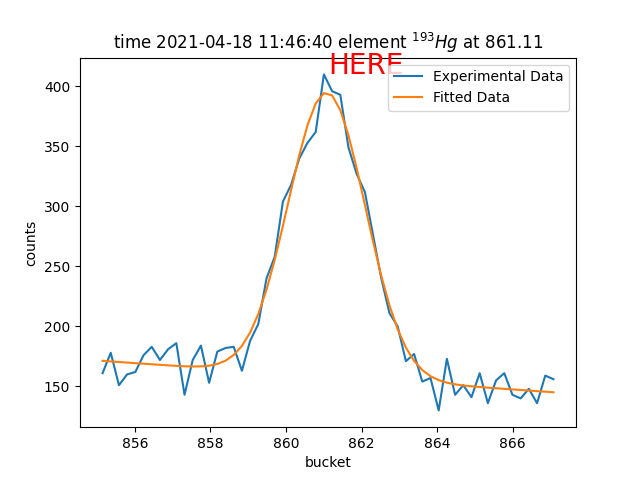 time 2021-04-18 11:46:40 element ¹⁹³Hg at 861.11
HERE
Experimental Data
Fitted Data
400
350
300
250
200
150
counts
856 858 860 862 864 866
bucket